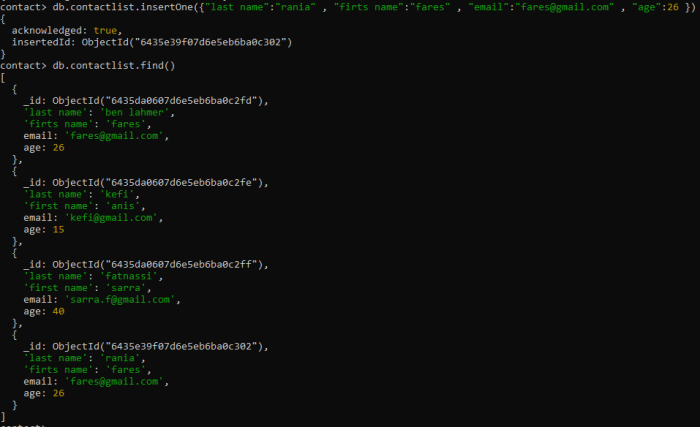 contact> db.contactlist.insertOne({"last name":"rania" , "firts name":"fares" , "email":"fares@gmail.com" , "age":26 })
{
  acknowledged: true,
  insertedId: ObjectId("6435e39f07d6e5eb6ba0c302")
}
contact> db.contactlist.find()
[
  {
    _id: ObjectId("6435da0607d6e5eb6ba0c2fd"),
    'last name': 'ben lahmer',
    'firts name': 'fares',
    email: 'fares@gmail.com',
    age: 26
  },
  {
    _id: ObjectId("6435da0607d6e5eb6ba0c2fe"),
    'last name': 'kefi',
    'first name': 'anis',
    email: 'kefi@gmail.com',
    age: 15
  },
  {
    _id: ObjectId("6435da0607d6e5eb6ba0c2ff"),
    'last name': 'fatnassi',
    'first name': 'sarra',
    email: 'sarra.f@gmail.com',
    age: 40
  },
  {
    _id: ObjectId("6435e39f07d6e5eb6ba0c302"),
    'last name': 'rania',
    'firts name': 'fares',
    email: 'fares@gmail.com',
    age: 26
  }
]